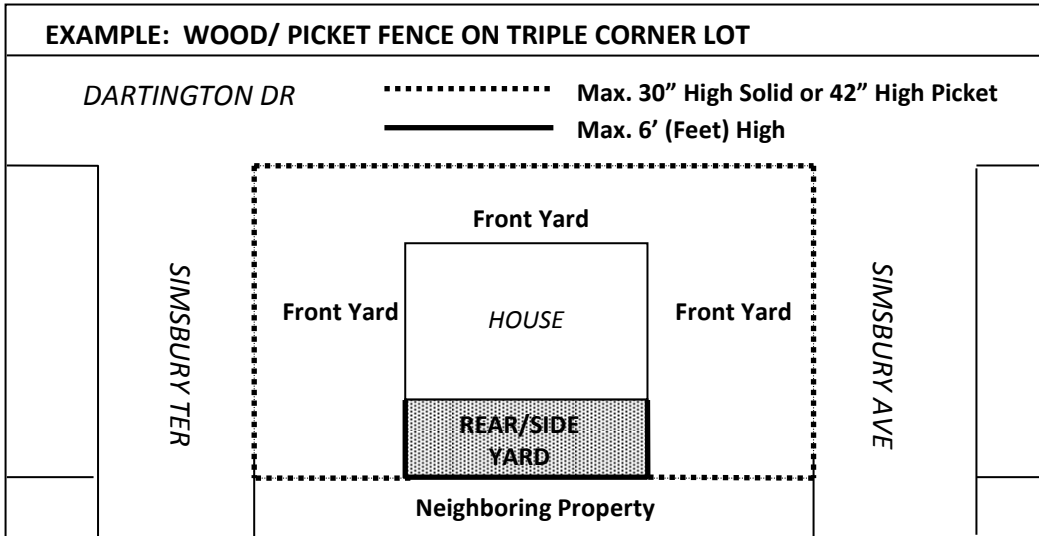 EXAMPLE: WOOD/ PICKET FENCE ON TRIPLE CORNER LOT
DARTINGTON DR
Max. 30” High Solid or 42” High Picket
Max. 6’ (Feet) High
Front Yard
SIMSBURY TER
Front Yard
HOUSE
Front Yard
SIMSBURY AVE
REAR/SIDE
YARD
Neighboring Property